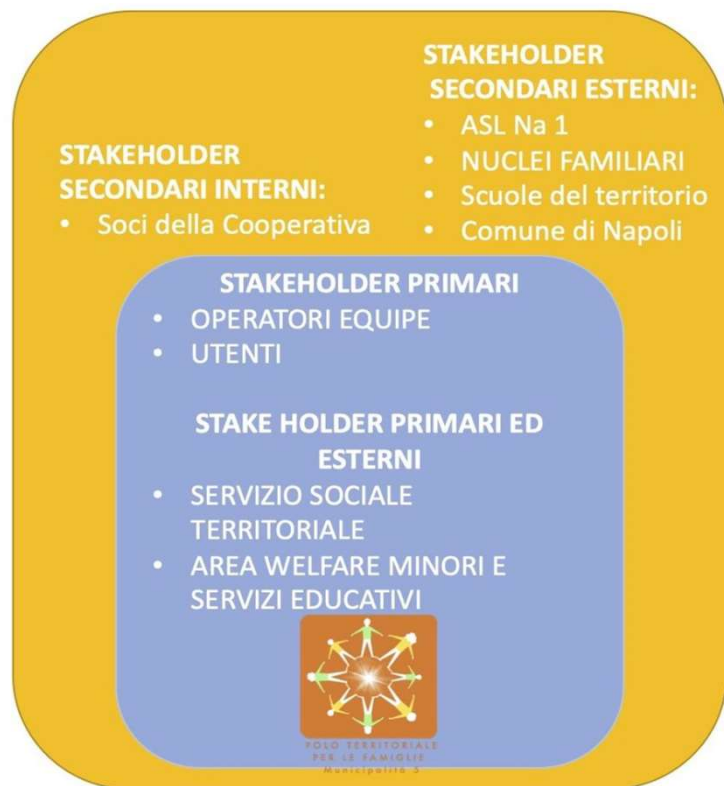 STAKEHOLDER
SECONDARI ESTERNI:
• ASL Na 1
• NUCLEI FAMILIARI
• Scuole del territorio
• Comune di Napoli
STAKEHOLDER
SECONDARI INTERNI:
• Soci della Cooperativa
STAKEHOLDER PRIMARI
• OPERATORI EQUIPE
• UTENTI
STAKE HOLDER PRIMARI ED
ESTERNI
• SERVIZIO SOCIALE
TERRITORIALE
• AREA WELFARE MINORI E
SERVIZI EDUCATIVI
POLO TERRITORIALE
PER LE FAMIGLIE
Municipalità